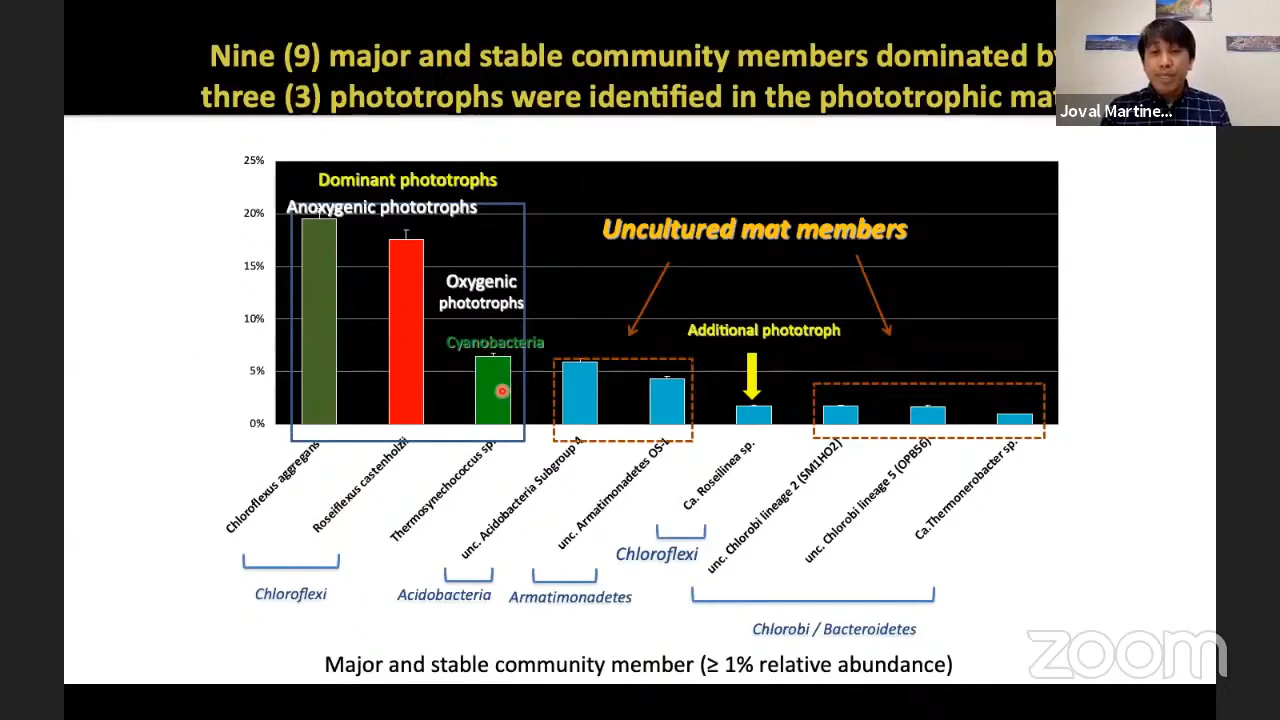 Nine (9) major and stable community members dominated by
three (3) phototrophs were identified in the phototrophic mat
Joval Martine...
25%
20%
15%
10%
5%
0%
Dominant phototrophs
Anoxygenic phototrophs
Oxygenic
phototrophs
Cyanobacteria
Uncultured mat members
Additional phototroph
Chloroflexus aggregans
Roseiflexus castenholzii
Thermosynechococcus sp.
unc. Acidobacteria Subgroup 4
unc. Armatimonadetes OS-L
Ca. Roseilinea sp.
unc. Chlorobi lineage 2 (SM1H02)
unc. Chlorobi lineage 5 (OPB56)
Ca.Thermonerobacter sp.
Chloroflexi
Acidobacteria
Armatimonadetes
Chloroflexi
Chlorobi / Bacteroidetes
Major and stable community member (≥ 1% relative abundance)
zoom